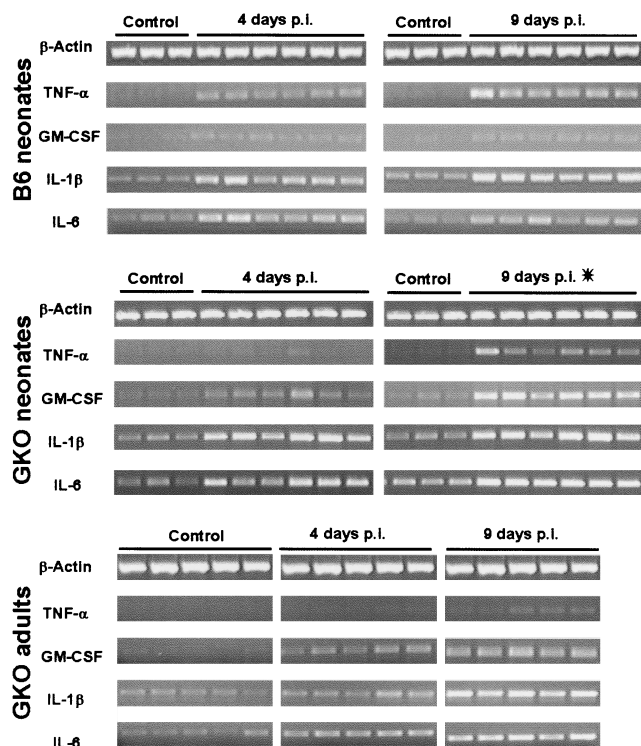 B6 neonates
Control 4 days p.i. Control 9 days p.i.
β-Actin
TNF-α
GM-CSF
IL-1β
IL-6
GKO neonates
Control 4 days p.i. Control 9 days p.i. ✷
β-Actin
TNF-α
GM-CSF
IL-1β
IL-6
GKO adults
Control 4 days p.i. 9 days p.i.
β-Actin
TNF-α
GM-CSF
IL-1β
IL-6